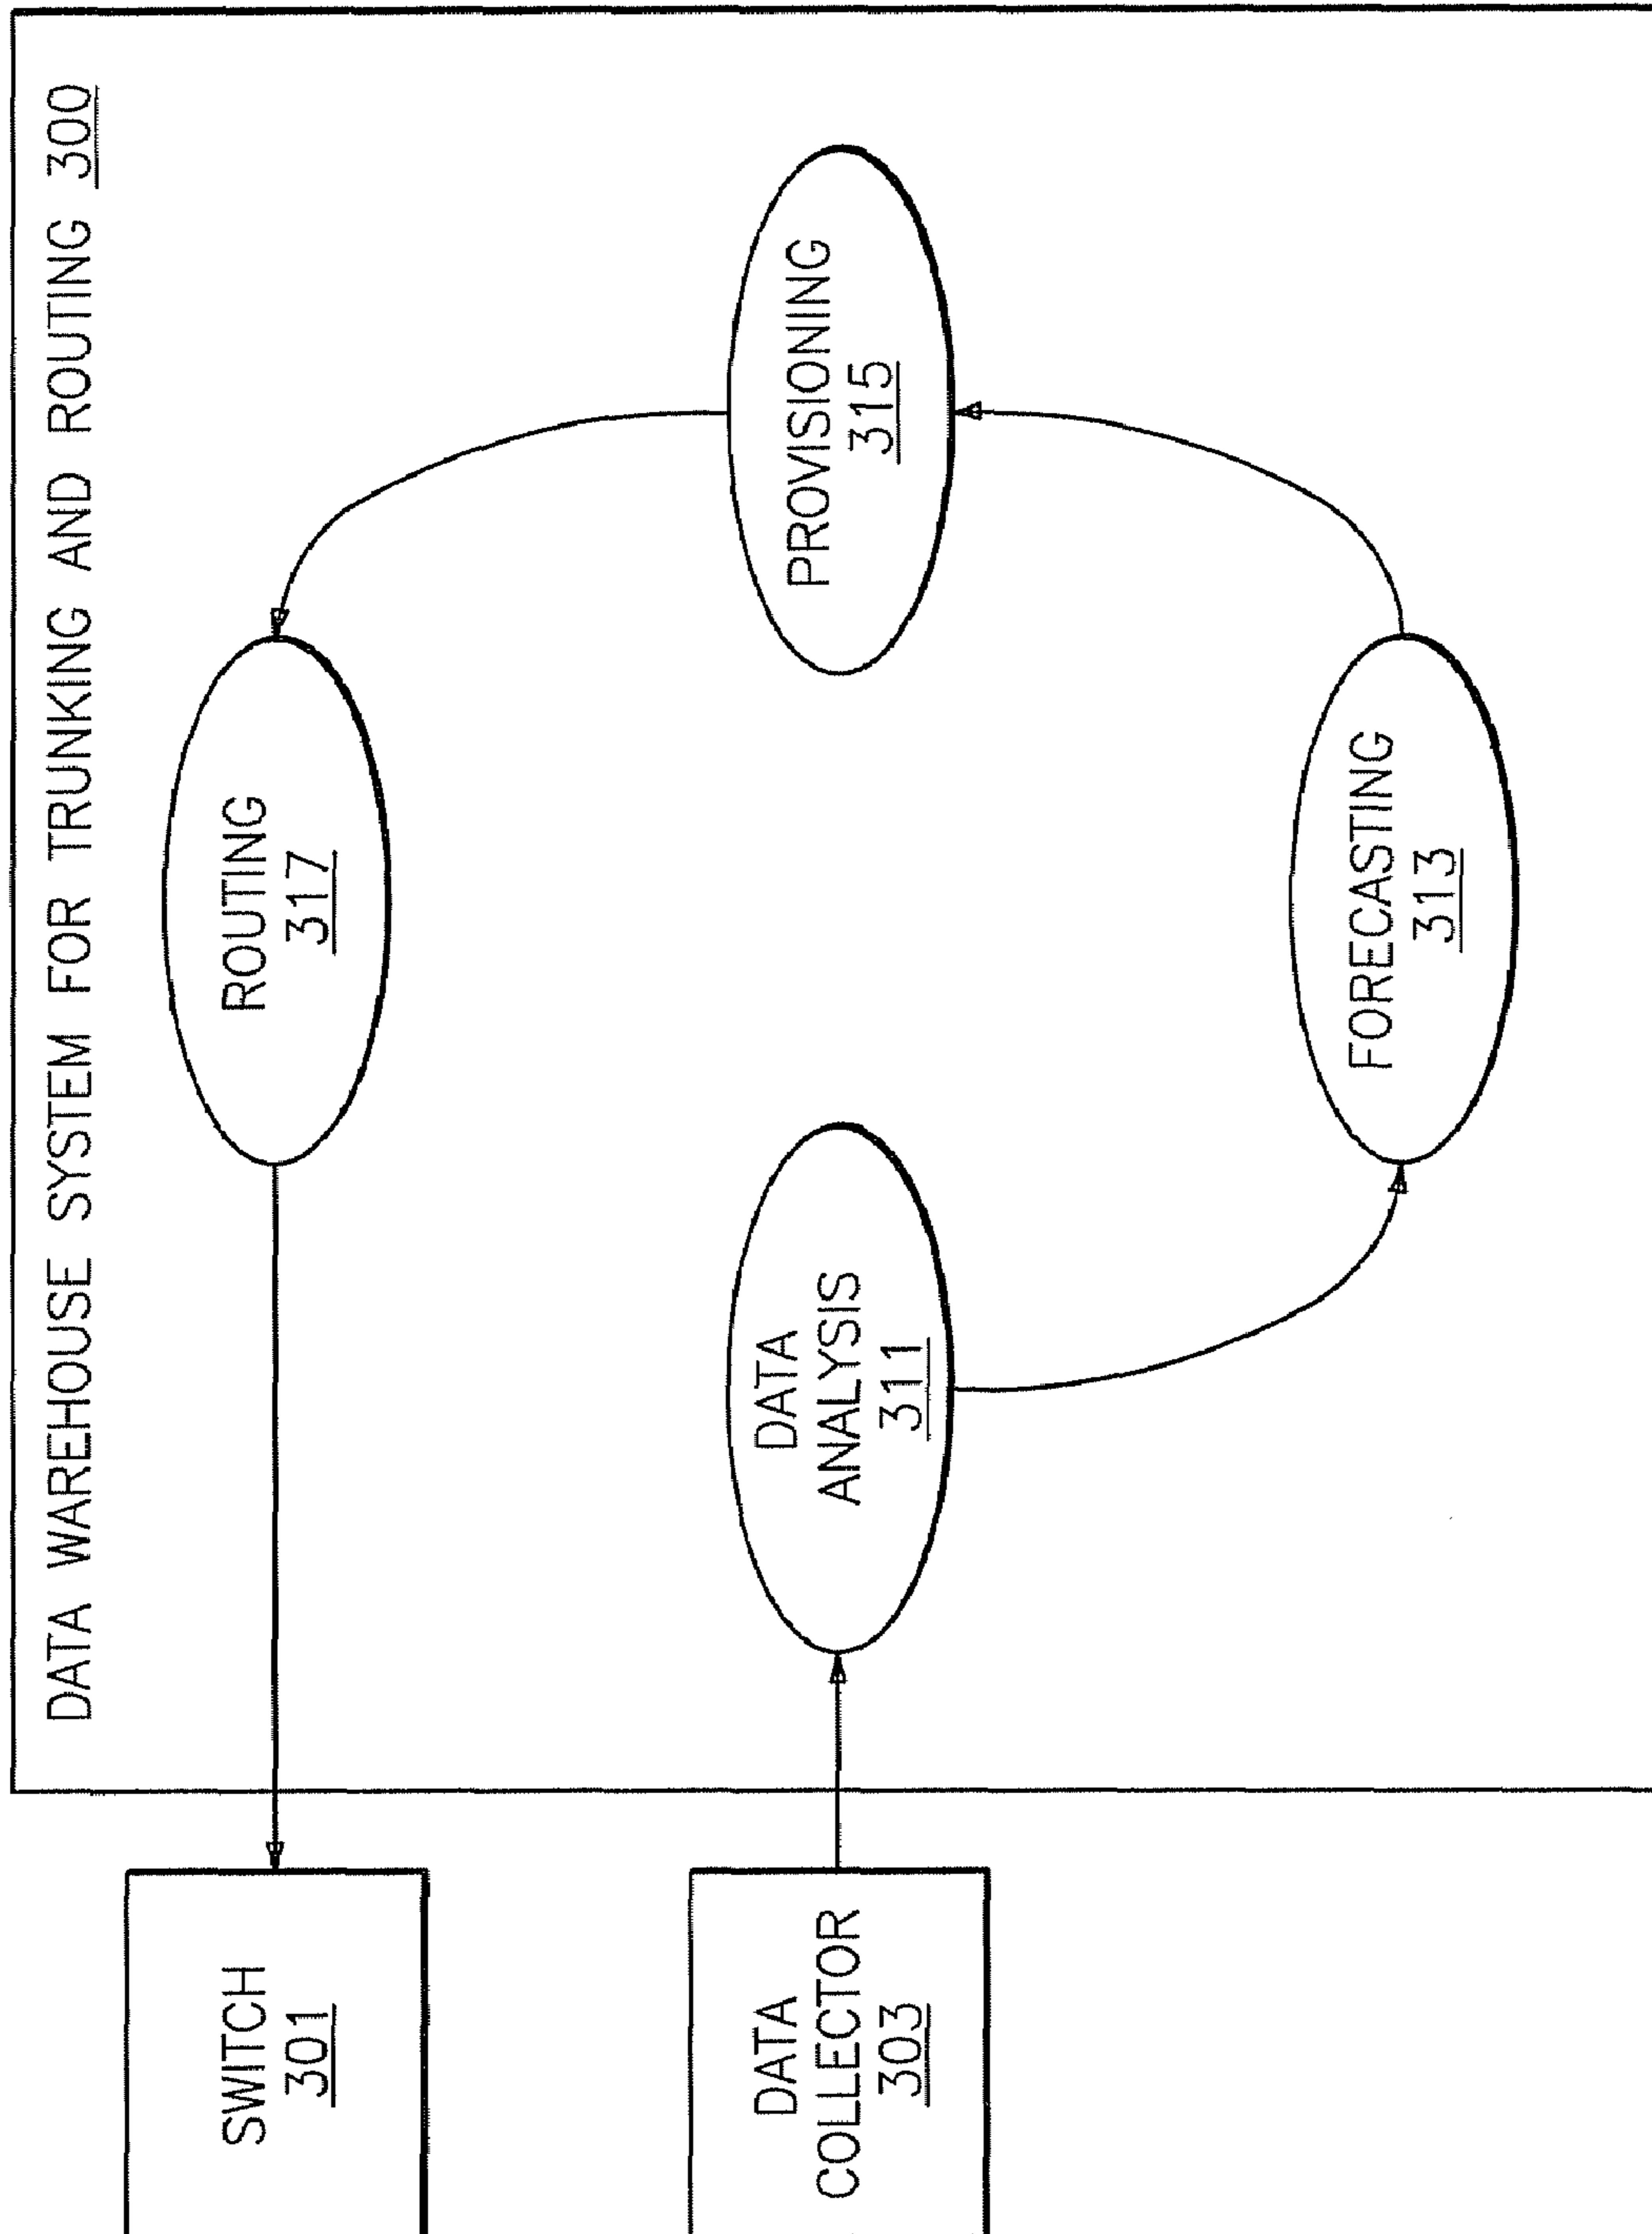 DATA WAREHOUSE SYSTEM FOR TRUNKING AND ROUTING 300
SWITCH
301
ROUTING
317
DATA
COLLECTOR
303
DATA
ANALYSIS
311
PROVISIONING
315
FORECASTING
313